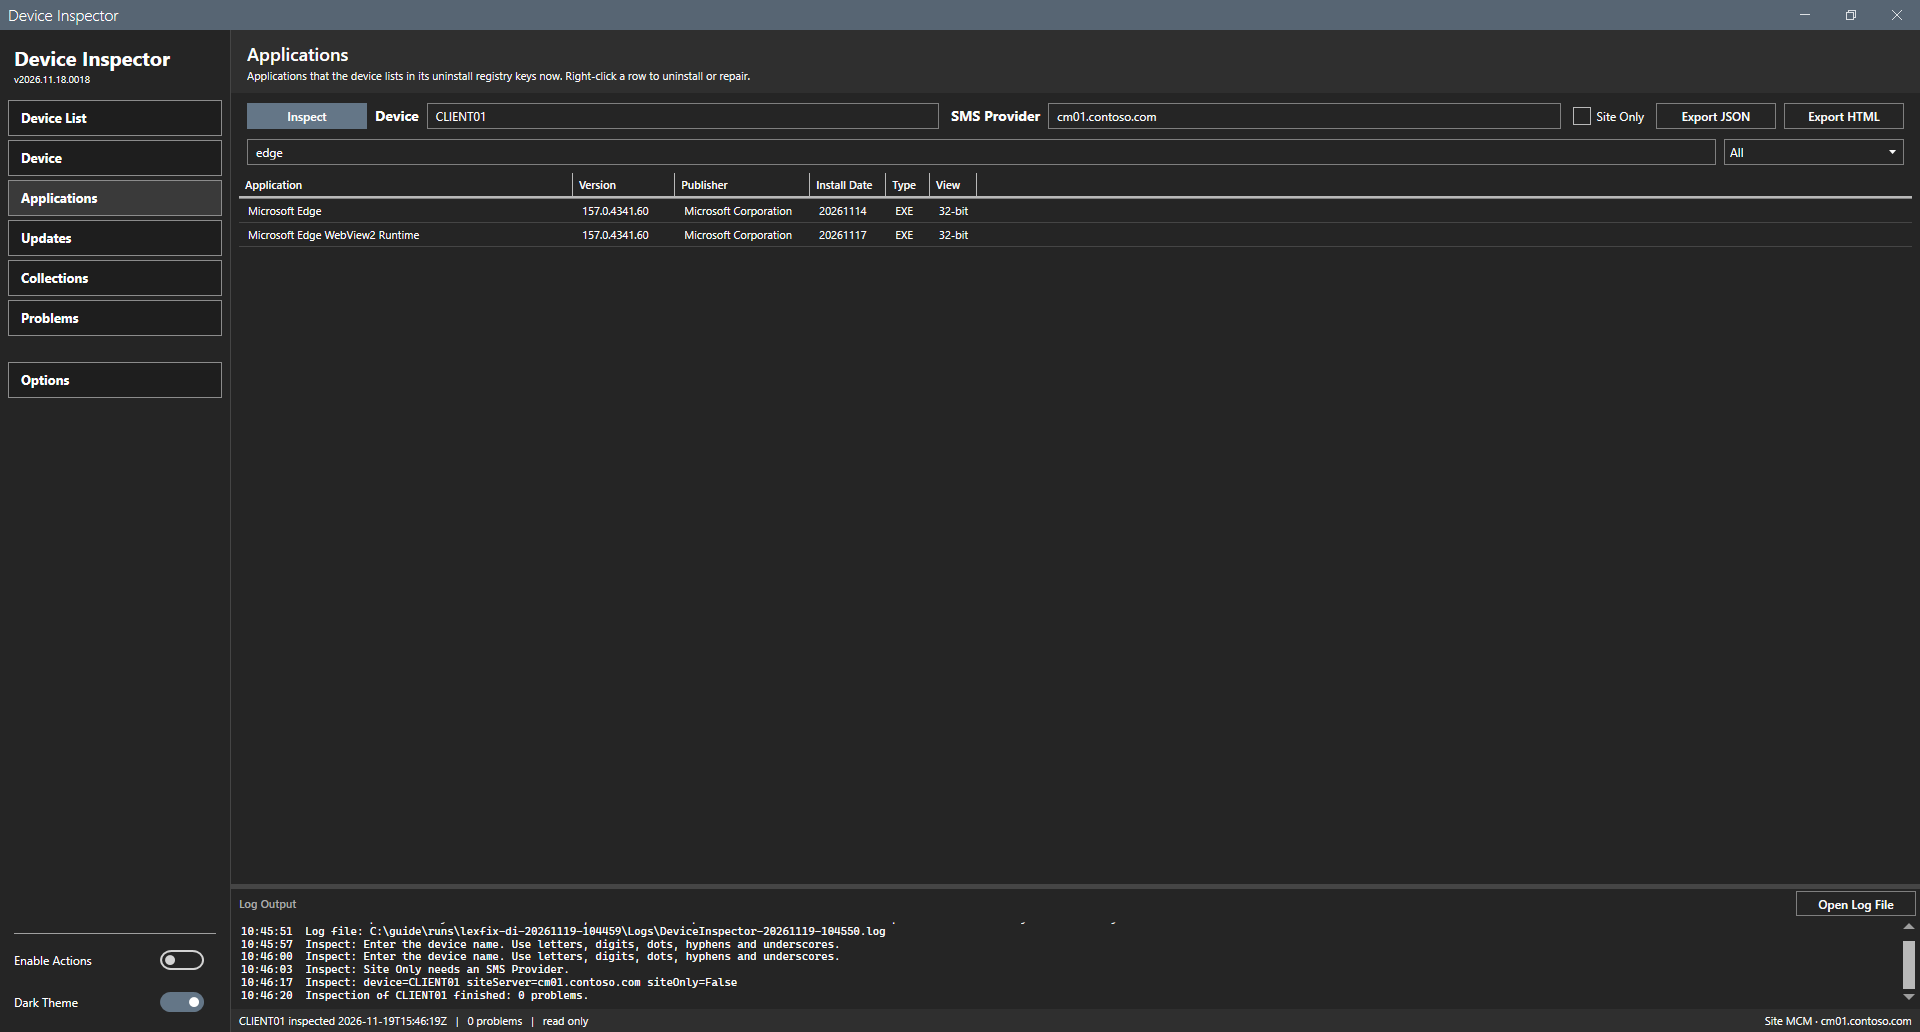 Device Inspector
Device Inspector
v2026.11.18.0018
Device List
Device
Applications
Updates
Collections
Problems
Options
Enable Actions
Dark Theme
Applications
Applications that the device lists in its uninstall registry keys now. Right-click a row to uninstall or repair.
Inspect Device CLIENT01 SMS Provider cm01.contoso.com Site Only Export JSON Export HTML
edge All
Application Version Publisher Install Date Type View
Microsoft Edge 157.0.4341.60 Microsoft Corporation 20261114 EXE 32-bit
Microsoft Edge WebView2 Runtime 157.0.4341.60 Microsoft Corporation 20261117 EXE 32-bit
Log Output Open Log File
10:45:51 Log file: C:\guide\runs\lexfix-di-20261119-104459\Logs\DeviceInspector-20261119-104550.log
10:45:57 Inspect: Enter the device name. Use letters, digits, dots, hyphens and underscores.
10:46:00 Inspect: Enter the device name. Use letters, digits, dots, hyphens and underscores.
10:46:03 Inspect: Site Only needs an SMS Provider.
10:46:17 Inspect: device=CLIENT01 siteServer=cm01.contoso.com siteOnly=False
10:46:20 Inspection of CLIENT01 finished: 0 problems.
CLIENT01 inspected 2026-11-19T15:46:19Z | 0 problems | read only Site MCM · cm01.contoso.com